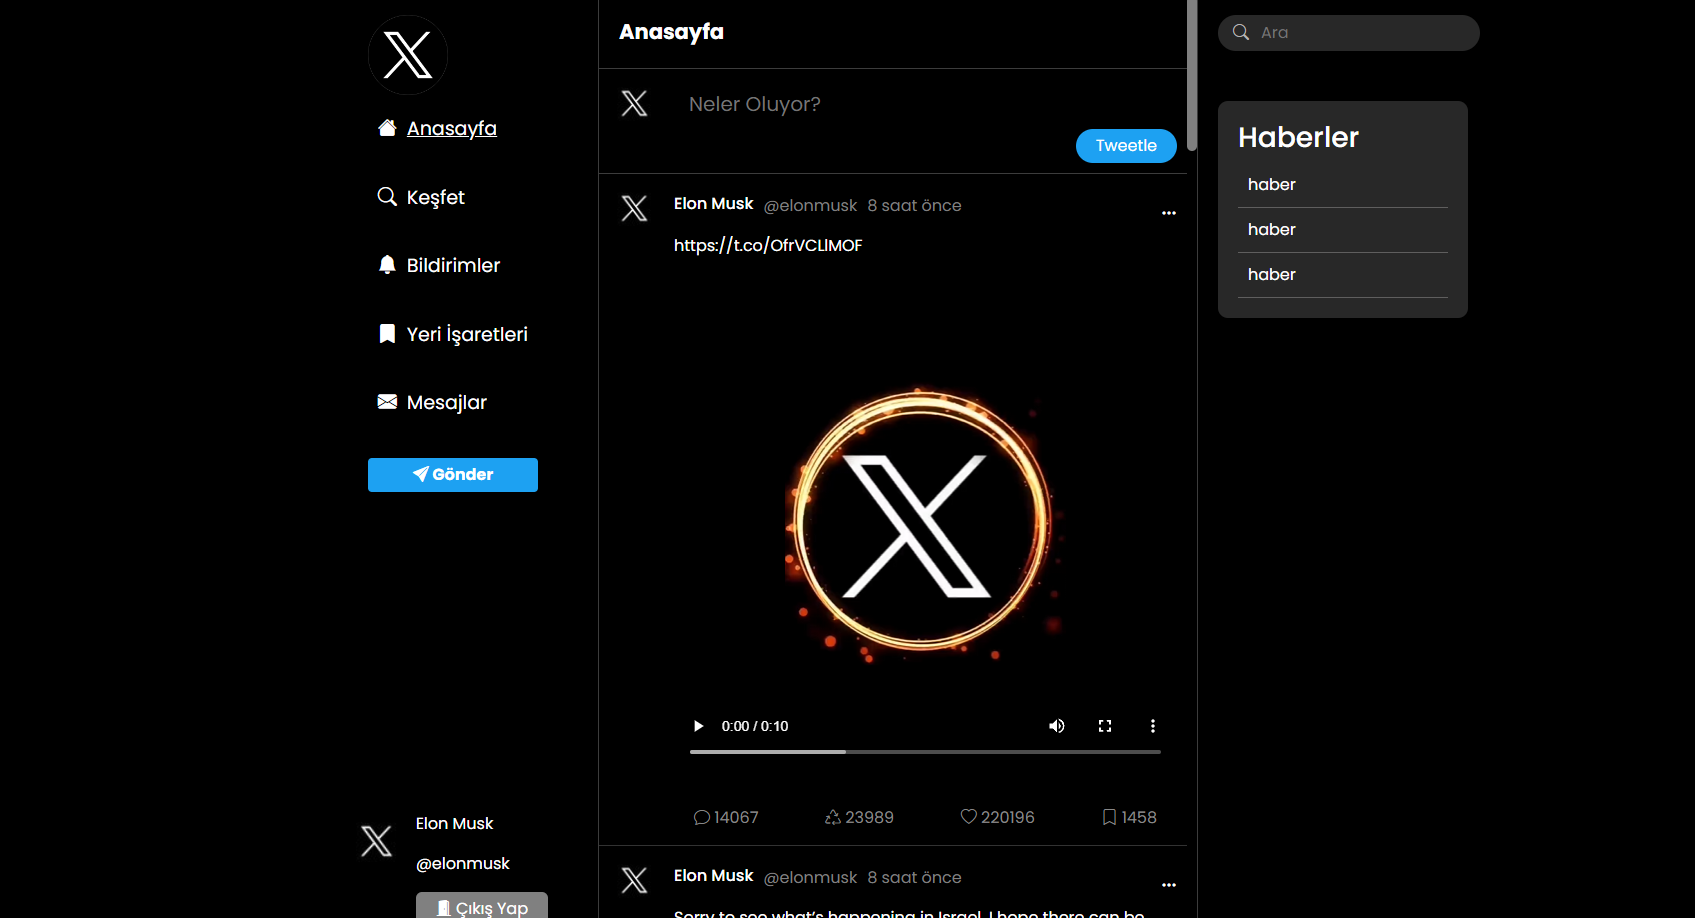 Anasayfa
Keşfet
Bildirimler
Yeri İşaretleri
Mesajlar
Gönder
Elon Musk
@elonmusk
Çıkış Yap
Anasayfa
Neler Oluyor?
Tweetle
Elon Musk @elonmusk 8 saat önce
https://t.co/OfrVCLlMOF
0:00 / 0:10
14067 23989 220196 1458
Elon Musk @elonmusk 8 saat önce
Sorry to see what's happening in Israel. I hope there can be
Ara
Haberler
haber
haber
haber